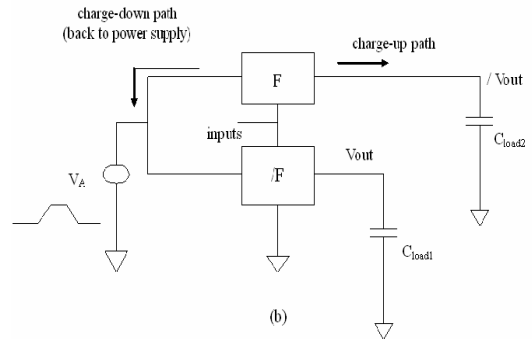 charge-down path
(back to power supply)
charge-up path
F
/ Vout
inputs
Cload2
Vout
VA
/F
Cload1
(b)